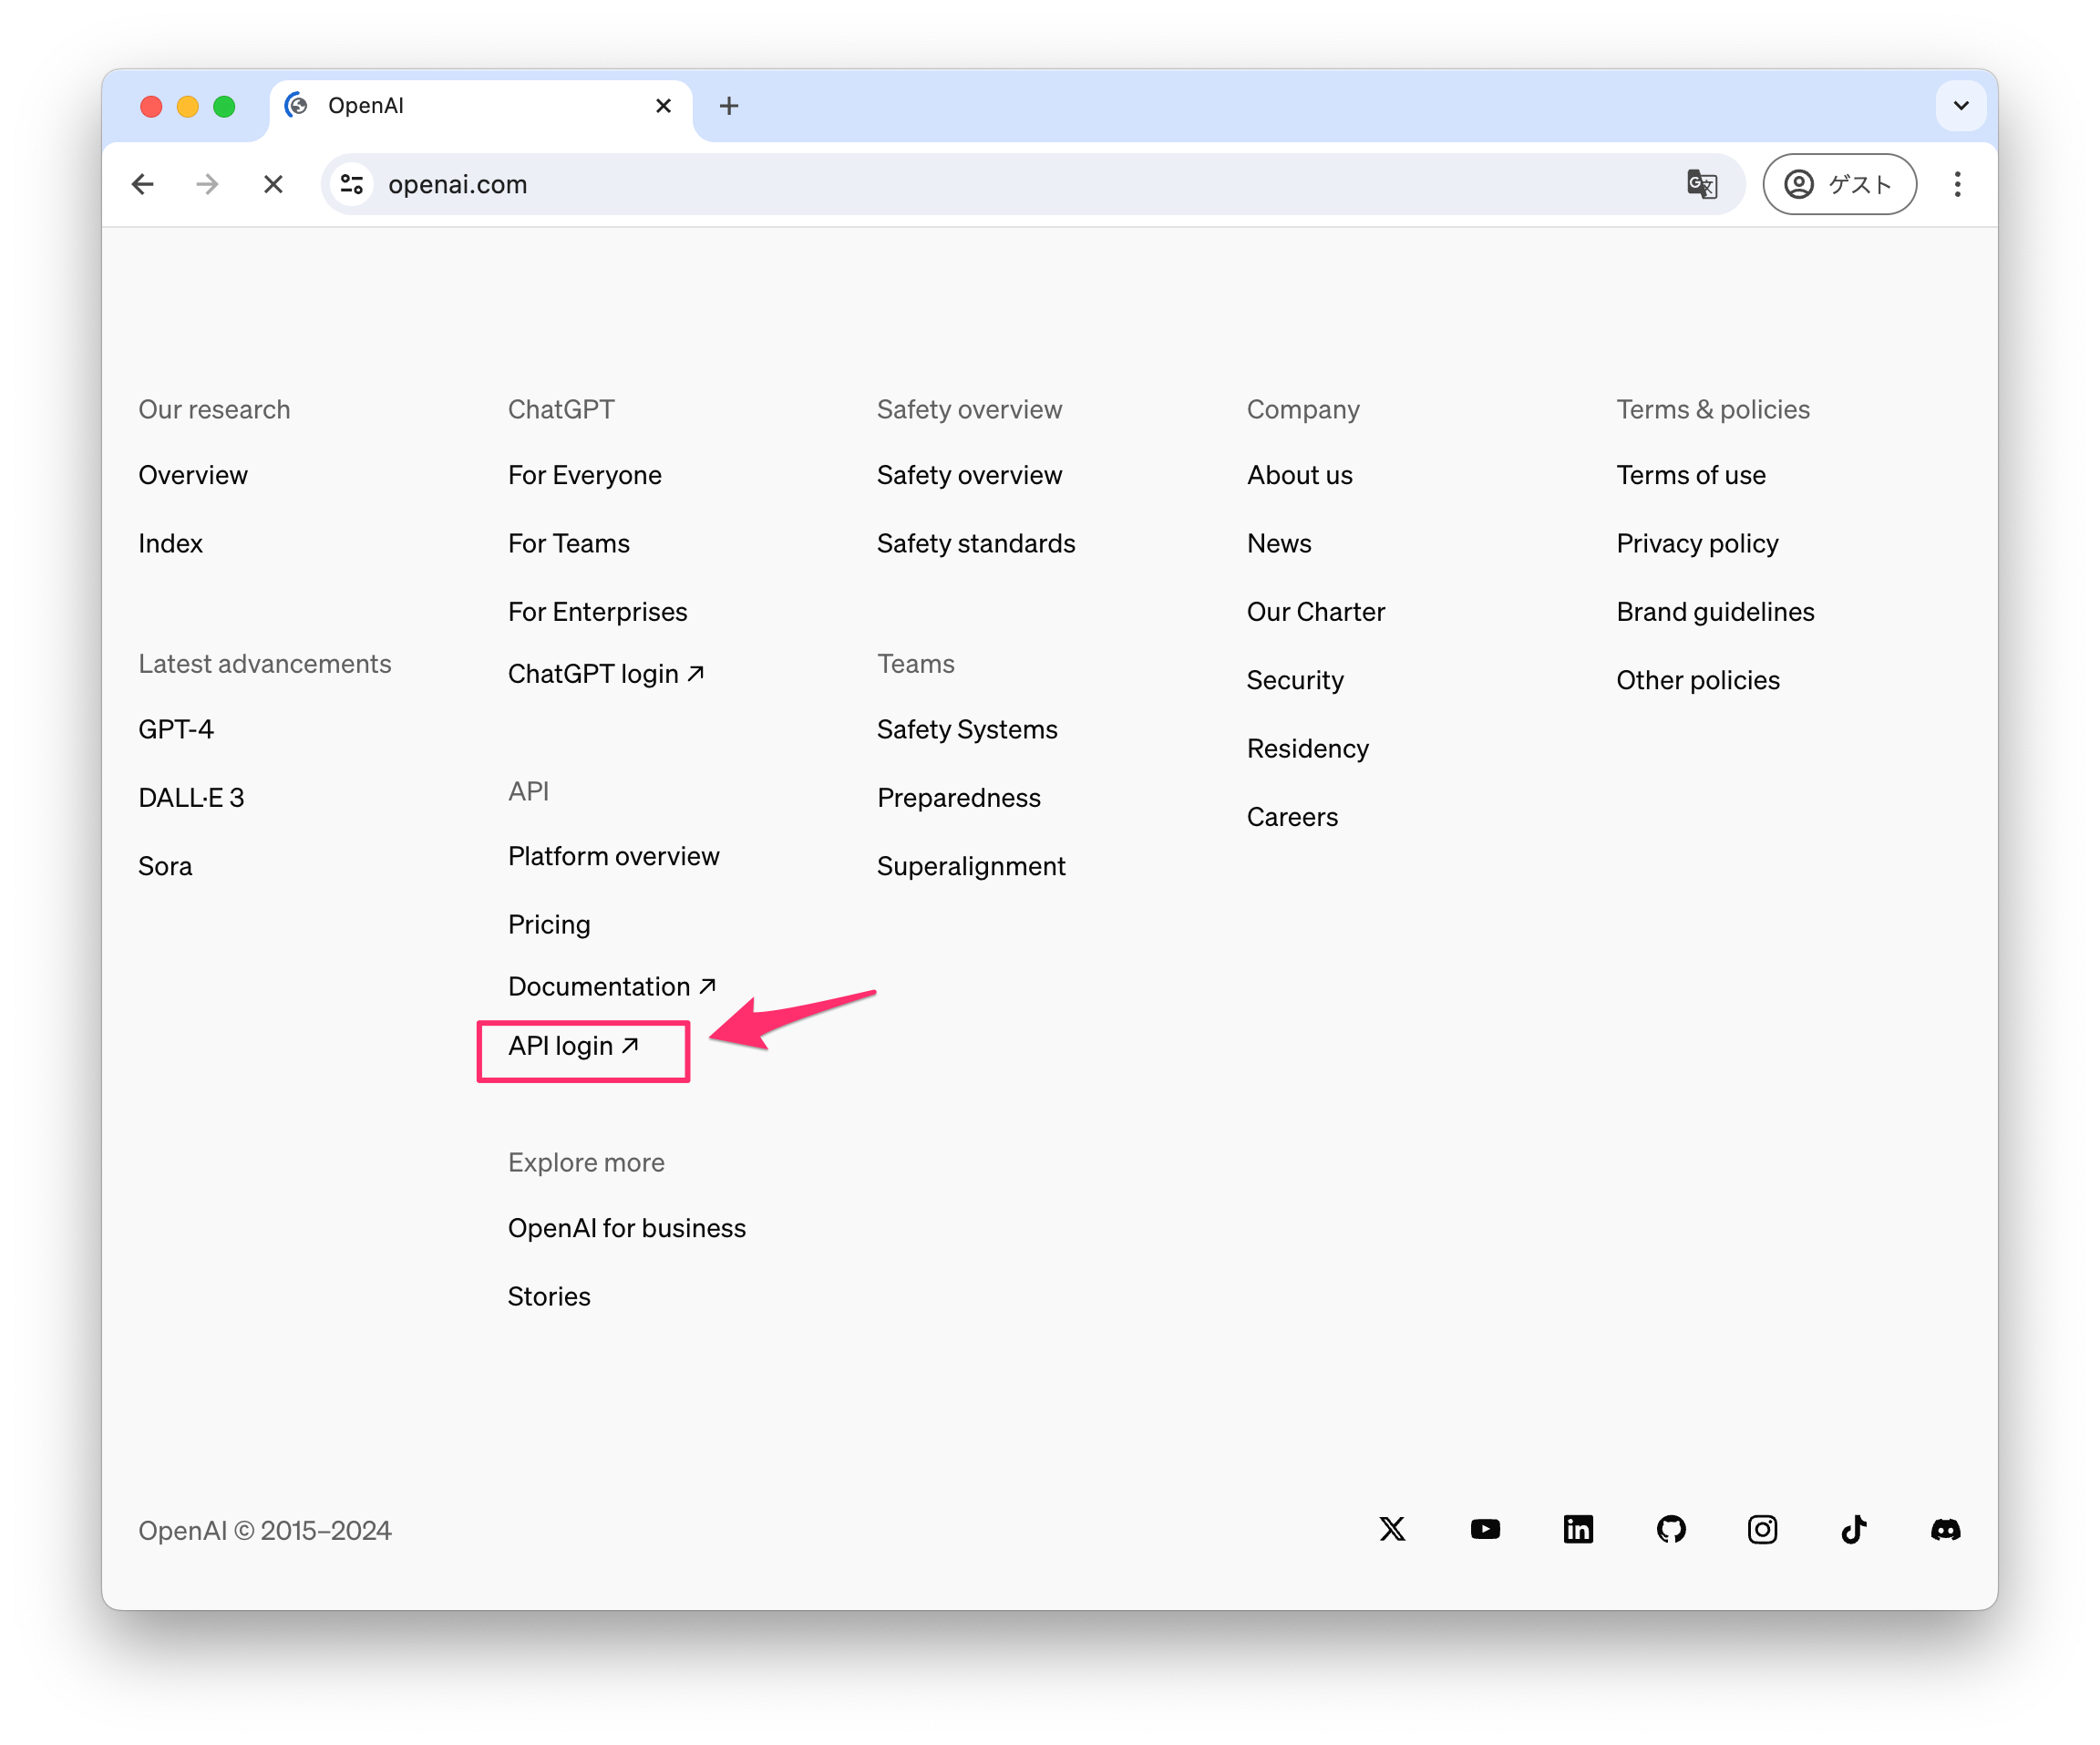 OpenAI
openai.com
ゲスト
Our research
Overview
Index
Latest advancements
GPT-4
DALL·E 3
Sora
ChatGPT
For Everyone
For Teams
For Enterprises
ChatGPT login ↗
API
Platform overview
Pricing
Documentation ↗
API login ↗
Explore more
OpenAI for business
Stories
Safety overview
Safety overview
Safety standards
Teams
Safety Systems
Preparedness
Superalignment
Company
About us
News
Our Charter
Security
Residency
Careers
Terms & policies
Terms of use
Privacy policy
Brand guidelines
Other policies
OpenAI © 2015–2024